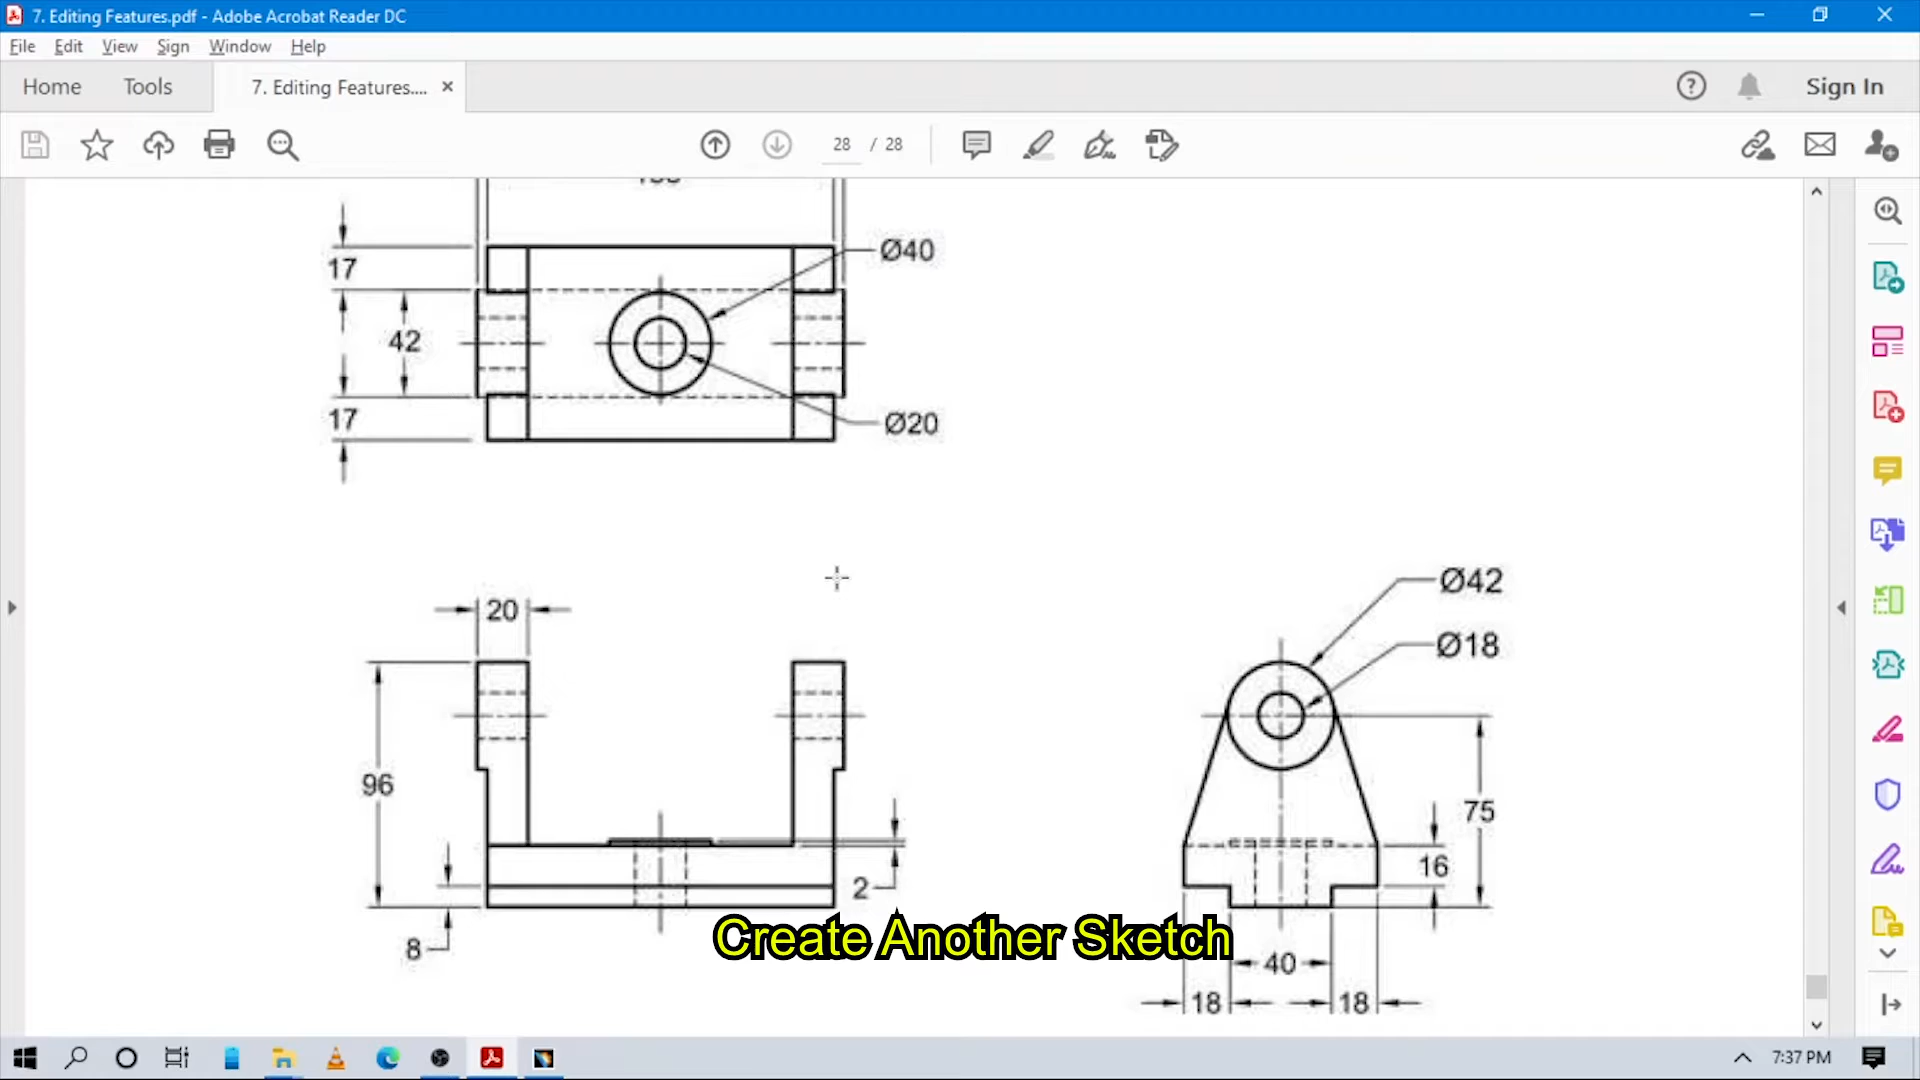 7. Editing Features.pdf - Adobe Acrobat Reader DC
File Edit View Sign Window Help
Home Tools 7. Editing Features.... × Sign In
28 / 28
17
Ø40
42
17
Ø20
20
Ø42
Ø18
96
75
16
2
8
40
18
18
Create Another Sketch
7:37 PM